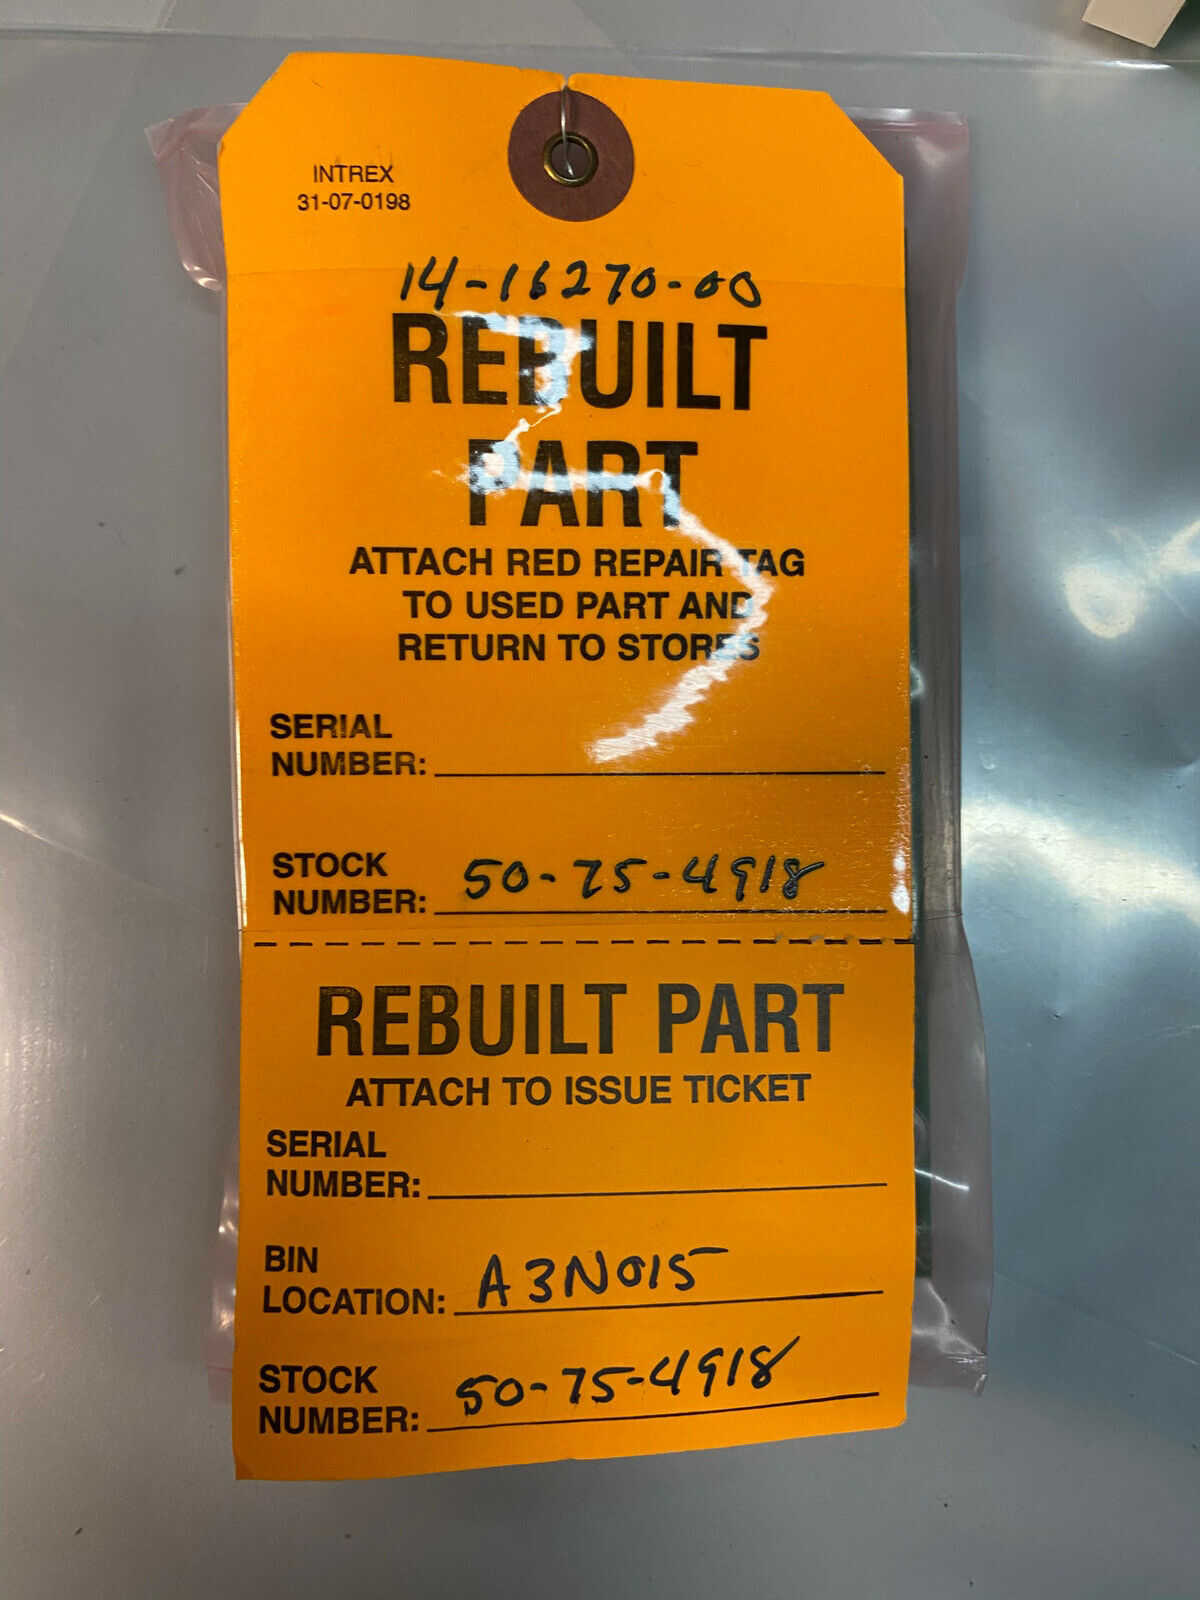 INTREX
31-07-0198
14-16270-00
REBUILT
PART
ATTACH RED REPAIR TAG
TO USED PART AND
RETURN TO STORES
SERIAL
NUMBER:
STOCK
NUMBER: 50-75-4918
REBUILT PART
ATTACH TO ISSUE TICKET
SERIAL
NUMBER:
BIN
LOCATION: A3N015
STOCK
NUMBER: 50-75-4918